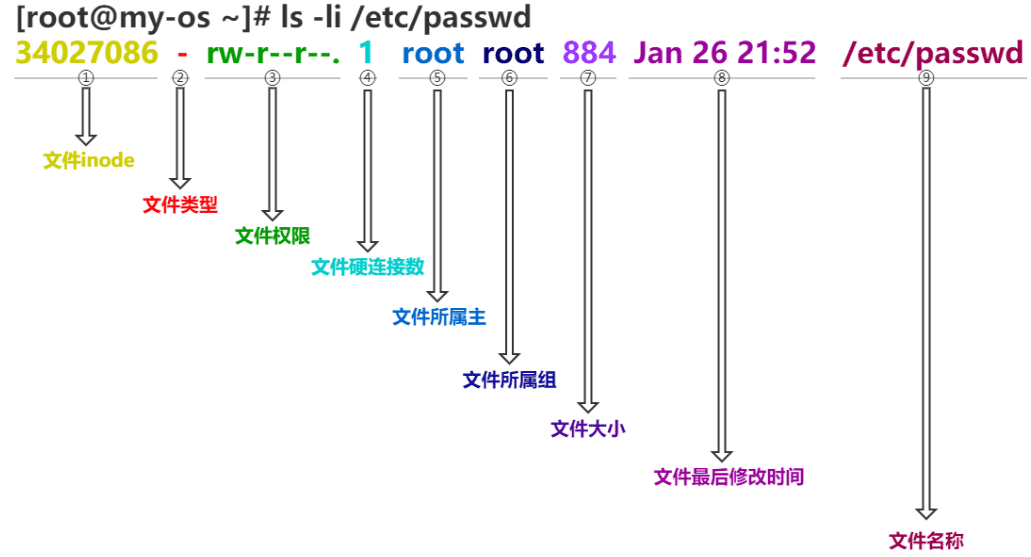 [root@my-os ~]# ls -li /etc/passwd
34027086 - rw-r--r--. 1 root root 884 Jan 26 21:52 /etc/passwd
① ② ③ ④ ⑤ ⑥ ⑦ ⑧ ⑨
文件inode
文件类型
文件权限
文件硬连接数
文件所属主
文件所属组
文件大小
文件最后修改时间
文件名称